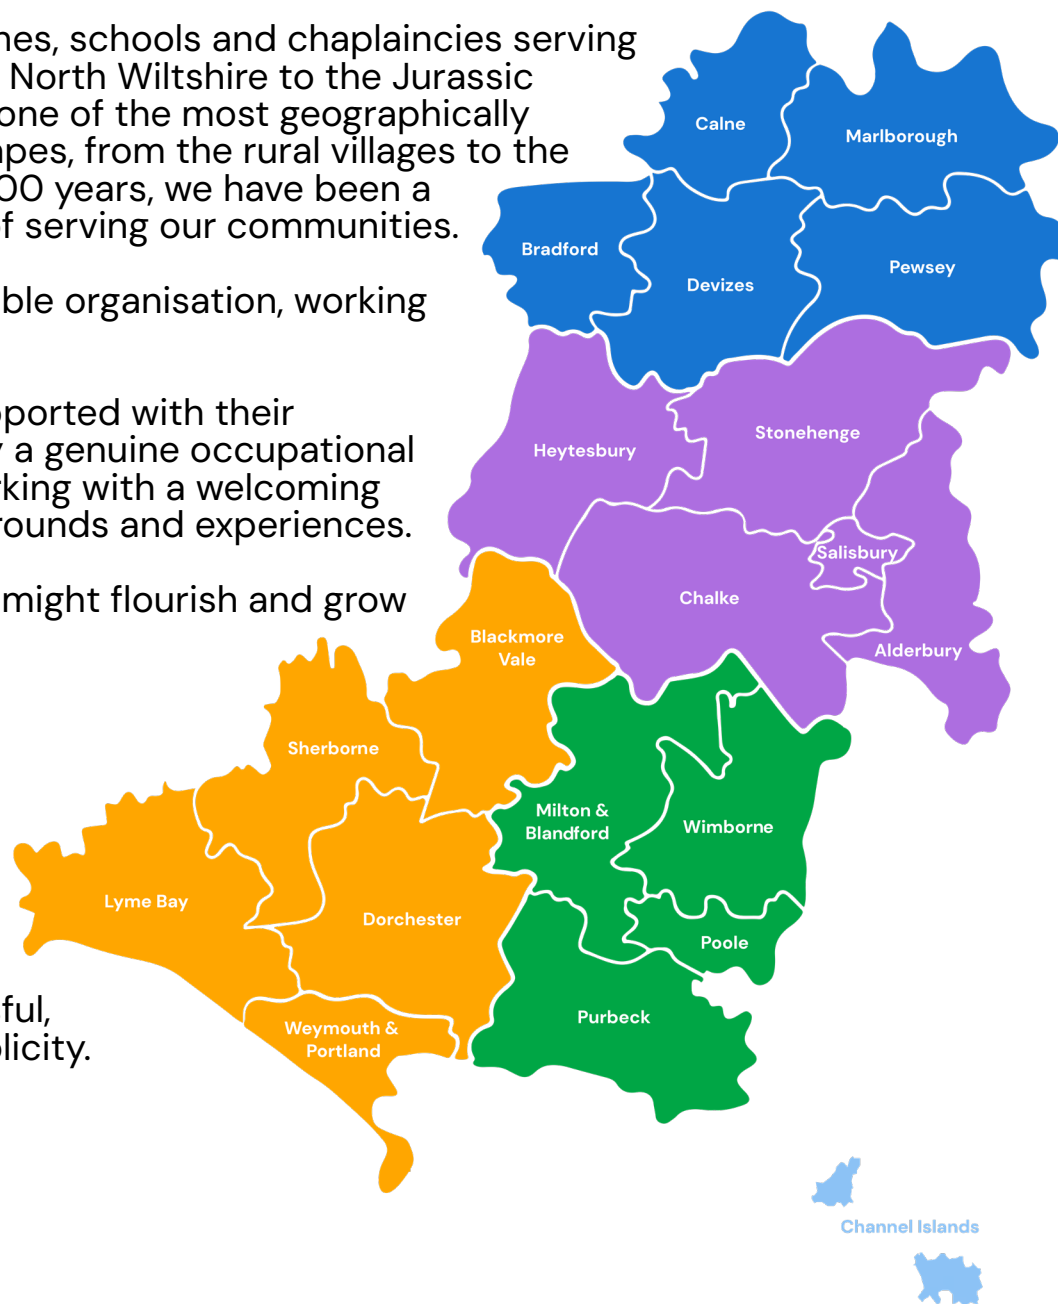 nes, schools and chaplaincies serving
North Wiltshire to the Jurassic
one of the most geographically
apes, from the rural villages to the
00 years, we have been a
of serving our communities.
ble organisation, working
ported with their
y a genuine occupational
rking with a welcoming
rounds and experiences.
might flourish and grow
ful,
licity.
Calne
Marlborough
Bradford
Devizes
Pewsey
Heytesbury
Stonehenge
Salisbury
Chalke
Alderbury
Blackmore
Vale
Sherborne
Milton &
Blandford
Wimborne
Lyme Bay
Dorchester
Poole
Purbeck
Weymouth &
Portland
Channel Islands